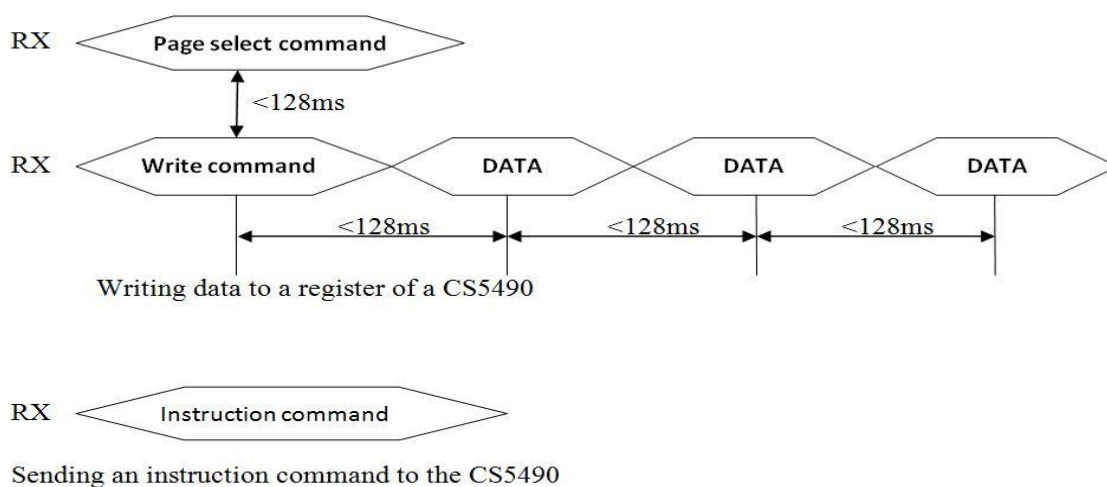 RX Page select command
<128ms
RX Write command DATA DATA DATA
<128ms <128ms <128ms
Writing data to a register of a CS5490
RX Instruction command
Sending an instruction command to the CS5490